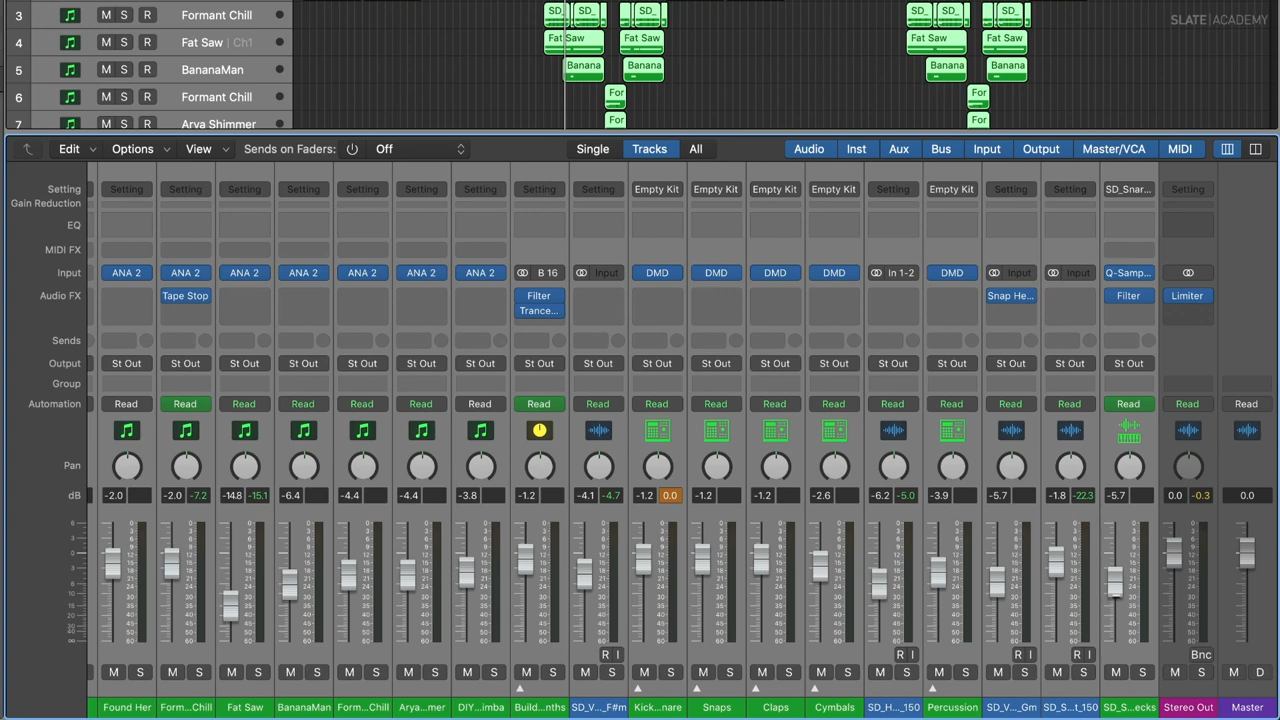 3 M S R Formant Chill SD_ SD_ SD_ SD_ SD_ SD_ SLATE|ACADEMY
4 M S R Fat Saw | Ch1 Fat Saw Fat Saw Fat Saw Fat Saw
5 M S R BananaMan Banana Banana Banana Banana
6 M S R Formant Chill For For
7 M S R Arya Shimmer For For
Edit Options View Sends on Faders: Off Single Tracks All Audio Inst Aux Bus Input Output Master/VCA MIDI
Setting Setting Setting Setting Setting Setting Setting Setting Setting Setting Empty Kit Empty Kit Empty Kit Empty Kit Setting Empty Kit Setting Setting SD_Snar... Setting
Gain Reduction
EQ
MIDI FX
Input ANA 2 ANA 2 ANA 2 ANA 2 ANA 2 ANA 2 ANA 2 B 16 Input DMD DMD DMD DMD In 1-2 DMD Input Input Q-Samp...
Audio FX Tape Stop Filter Snap He... Filter Limiter
Trance...
Sends
Output St Out St Out St Out St Out St Out St Out St Out St Out St Out St Out St Out St Out St Out St Out St Out St Out St Out St Out
Group
Automation Read Read Read Read Read Read Read Read Read Read Read Read Read Read Read Read Read Read Read Read
Pan
dB -2.0 -2.0 -7.2 -14.8 -15.1 -6.4 -4.4 -4.4 -3.8 -1.2 -4.1 -4.7 -1.2 0.0 -1.2 -1.2 -2.6 -6.2 -5.0 -3.9 -5.7 -1.8 -22.3 -5.7 0.0 -0.3 0.0
R I R I R I R I Bnc
M S M S M S M S M S M S M S M S M S M S M S M S M S M S M S M S M S M S M S M D
Found Her Form...Chill Fat Saw BananaMan Form...Chill Arya...mer DIY...imba Build...nths SD_V..._F#m Kick...nare Snaps Claps Cymbals SD_H..._150 Percussion SD_V..._Gm SD_S...t_150 SD_S...ecks Stereo Out Master